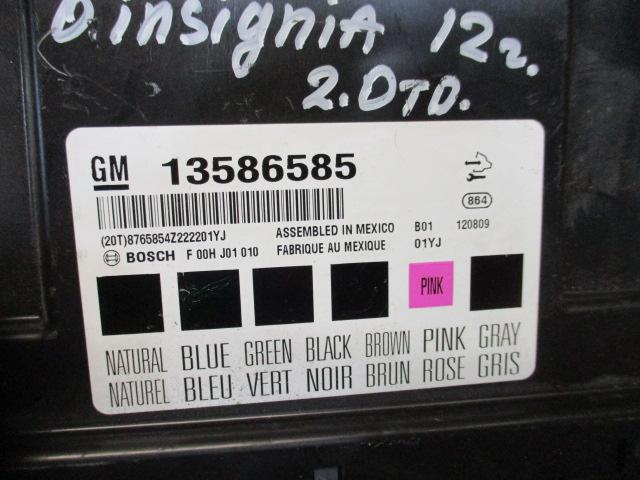 O.insigniA 12г.
2.0TD.
GM 13586585
864
(20T)8765854Z222201YJ
ASSEMBLED IN MEXICO B01 120809
BOSCH F 00H J01 010 FABRIQUE AU MEXIQUE 01YJ
PINK
NATURAL BLUE GREEN BLACK BROWN PINK GRAY
NATUREL BLEU VERT NOIR BRUN ROSE GRIS